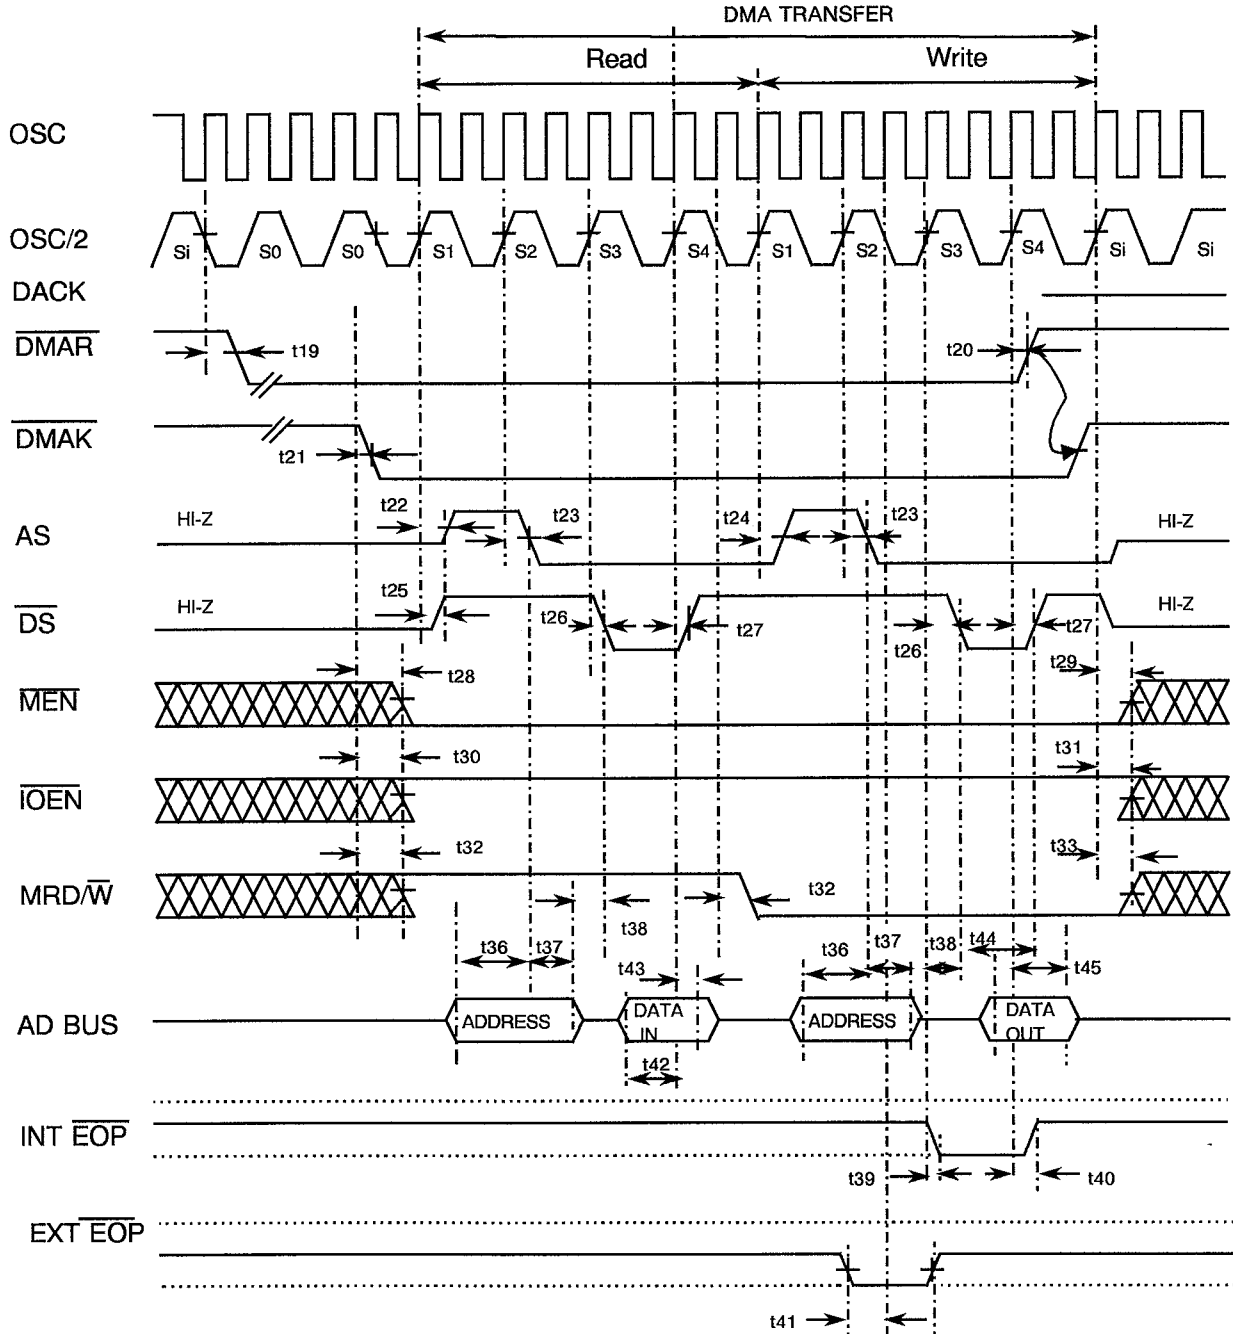 DMA TRANSFER
Read Write
OSC
OSC/2 Si S0 S0 S1 S2 S3 S4 S1 S2 S3 S4 Si Si
DACK
DMAR t19 t20
DMAK t21
t22 t23 t24 t23
AS HI-Z HI-Z
t25 t26 t27 t26 t27
DS HI-Z HI-Z
t28 t29
MEN
t30 t31
IOEN
t32 t33
MRD/W t32
t38
t36 t37 t43 t36 t37 t38 t44 t45
AD BUS ADDRESS DATA IN ADDRESS DATA OUT
t42
INT EOP
t39 t40
EXT EOP
t41